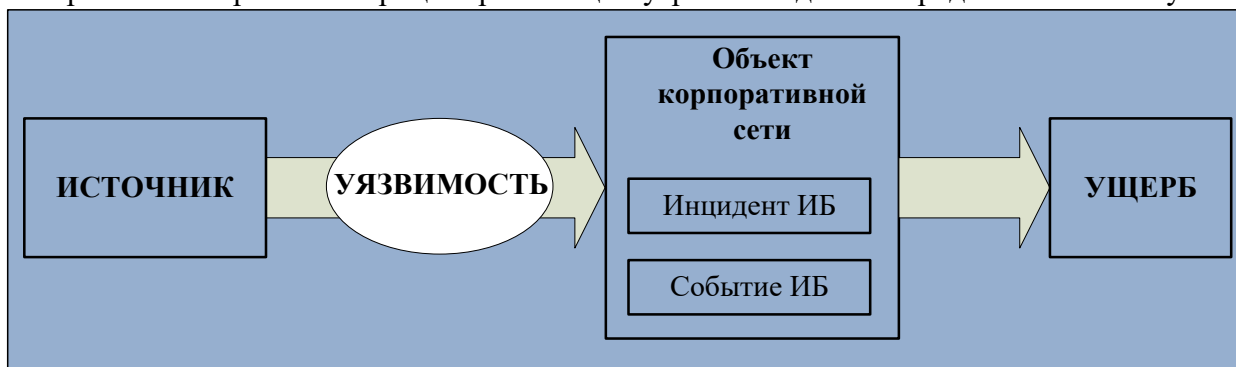 ИСТОЧНИК
УЯЗВИМОСТЬ
Объект
корпоративной
сети
Инцидент ИБ
Событие ИБ
УЩЕРБ